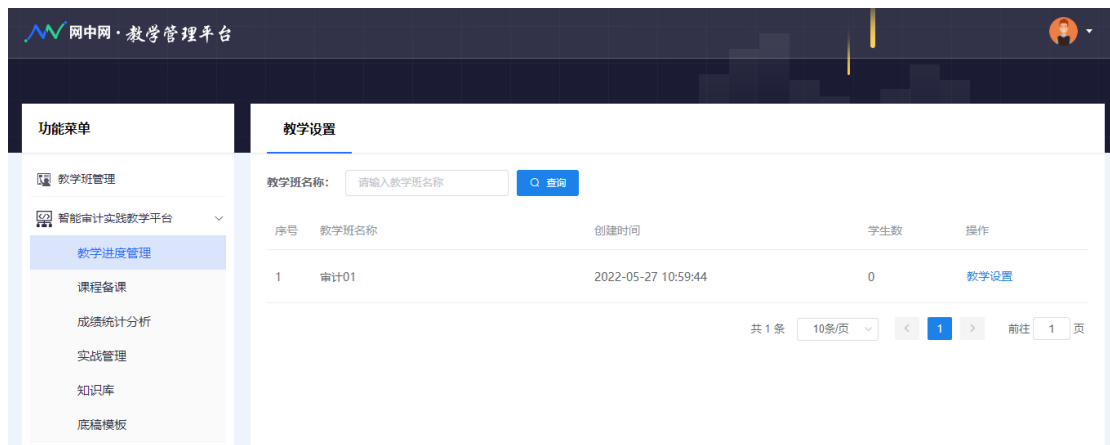 网中网·教学管理平台
功能菜单
教学班管理
智能审计实践教学平台
教学进度管理
课程备课
成绩统计分析
实战管理
知识库
底稿模板
教学设置
教学班名称： 请输入教学班名称 查询
序号 教学班名称 创建时间 学生数 操作
1 审计01 2022-05-27 10:59:44 0 教学设置
共 1 条 10条/页 < 1 > 前往 1 页